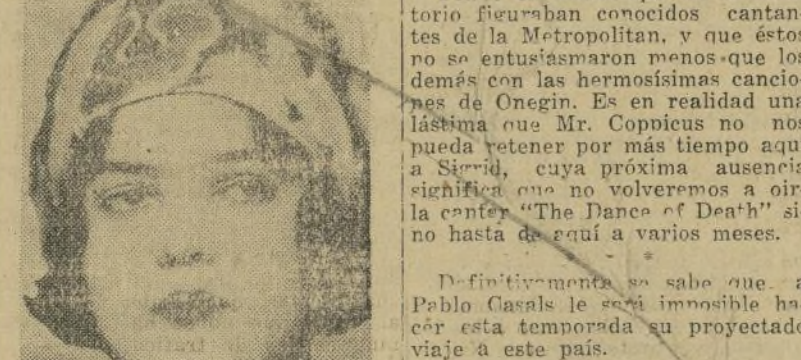 torio figuraban conocidos cantan
tes de la Metropolitan, y que éstos
no se entusiasmaron menos que los
demás con las hermosísimas cancio
nes de Onegin. Es en realidad una
lástima que Mr. Coppicus no nos
pueda retener por más tiempo aquí
a Sigrid, cuya próxima ausencia
significa que no volveremos a oir
la cantar "The Dance of Death" si
no hasta de aquí a varios meses.
Definitivamente se sabe que a
Pablo Casals le será imposible ha
cer esta temporada su proyectado
viaje a este país.